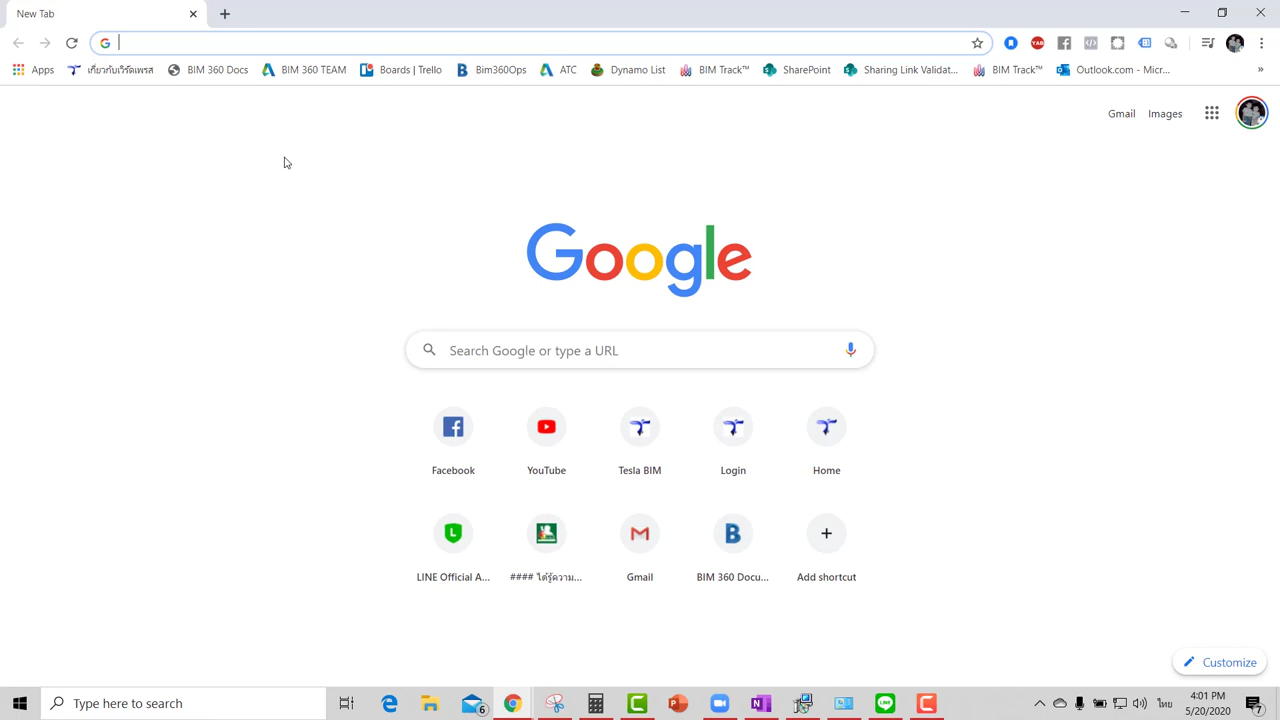 New Tab
Apps
เกี่ยวกับเวิร์ดเพรส
BIM 360 Docs
BIM 360 TEAM
Boards | Trello
Bim360Ops
ATC
Dynamo List
BIM Track™
SharePoint
Sharing Link Validat...
BIM Track™
Outlook.com - Micr...
»
Gmail
Images
Google
Search Google or type a URL
Facebook
YouTube
Tesla BIM
Login
Home
LINE Official A...
#### ได้รู้ความ...
Gmail
BIM 360 Docu...
Add shortcut
Customize
Type here to search
6
ไทย
4:01 PM
5/20/2020
7